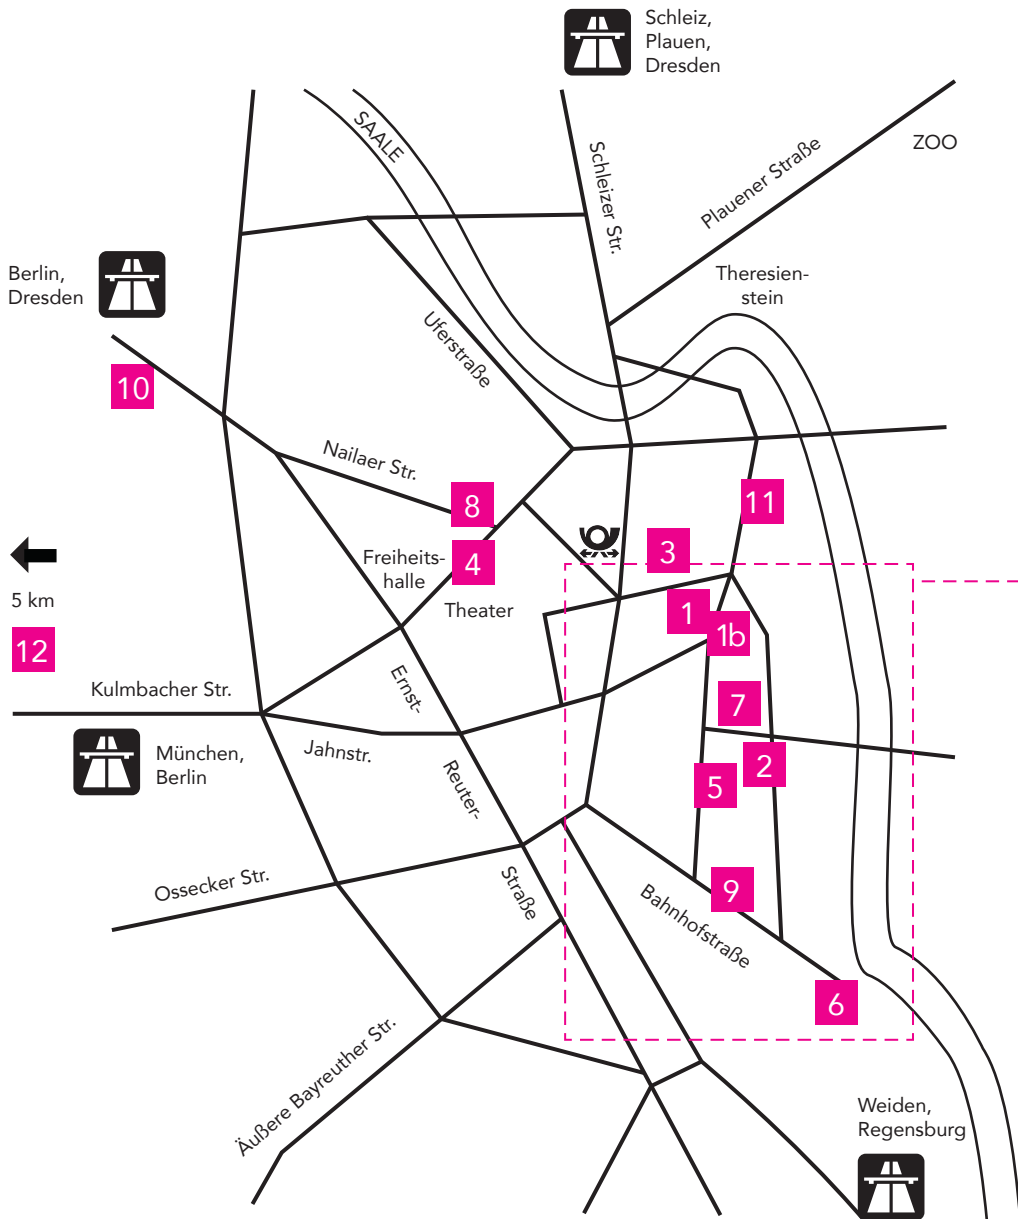 Schleiz,
Plauen,
Dresden
SAALE
Schleizer Str.
Plauener Straße
ZOO
Berlin,
Dresden
Theresien-
stein
Uferstraße
10
Nailaer Str.
8
11
Freiheits-
halle
4
3
5 km
Theater
1
1b
12
Kulmbacher Str.
Ernst-
7
Jahnstr.
München,
Berlin
Reuter-
5
2
Ossecker Str.
Straße
9
Bahnhofstraße
6
Äußere Bayreuther Str.
Weiden,
Regensburg